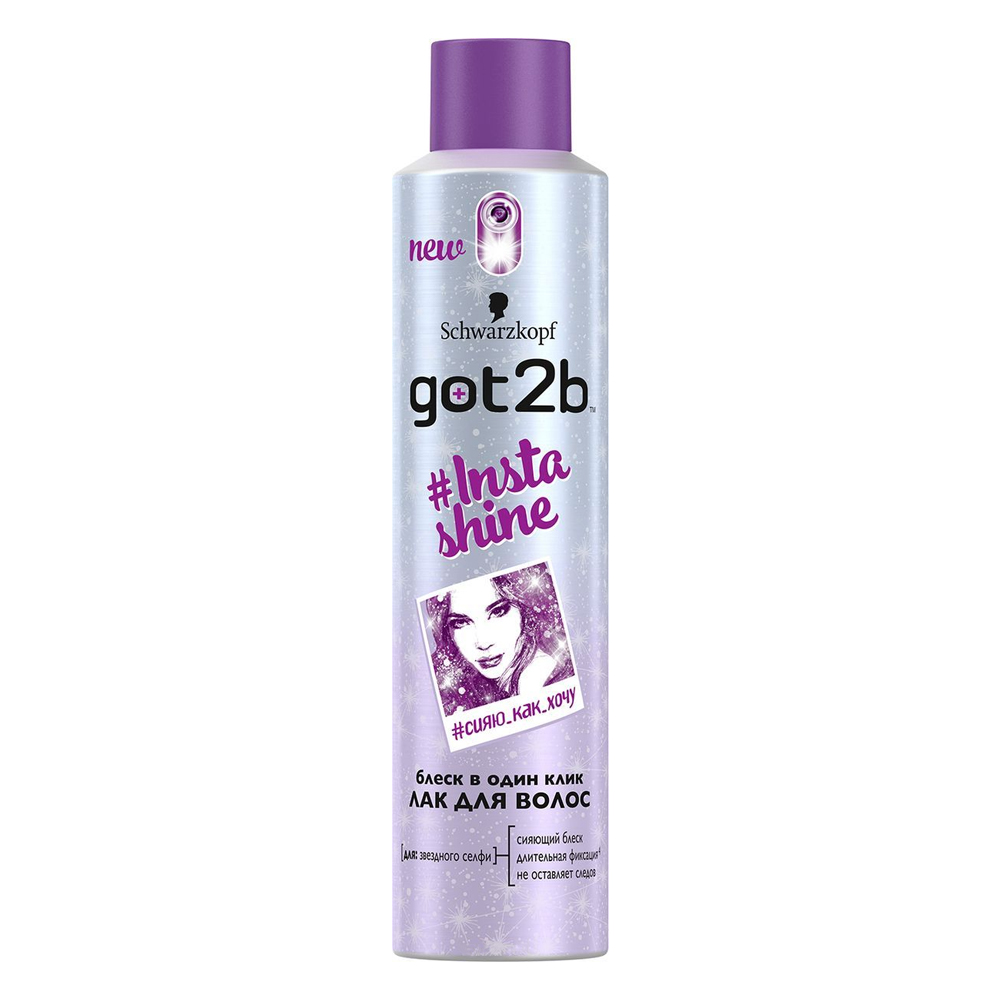 new
Schwarzkopf
got2b™
#Insta
shine
#сияю_как_хочу
блеск в один клик
ЛАК ДЛЯ ВОЛОС
[для: звездного селфи]
сияющий блеск
длительная фиксация*
не оставляет следов